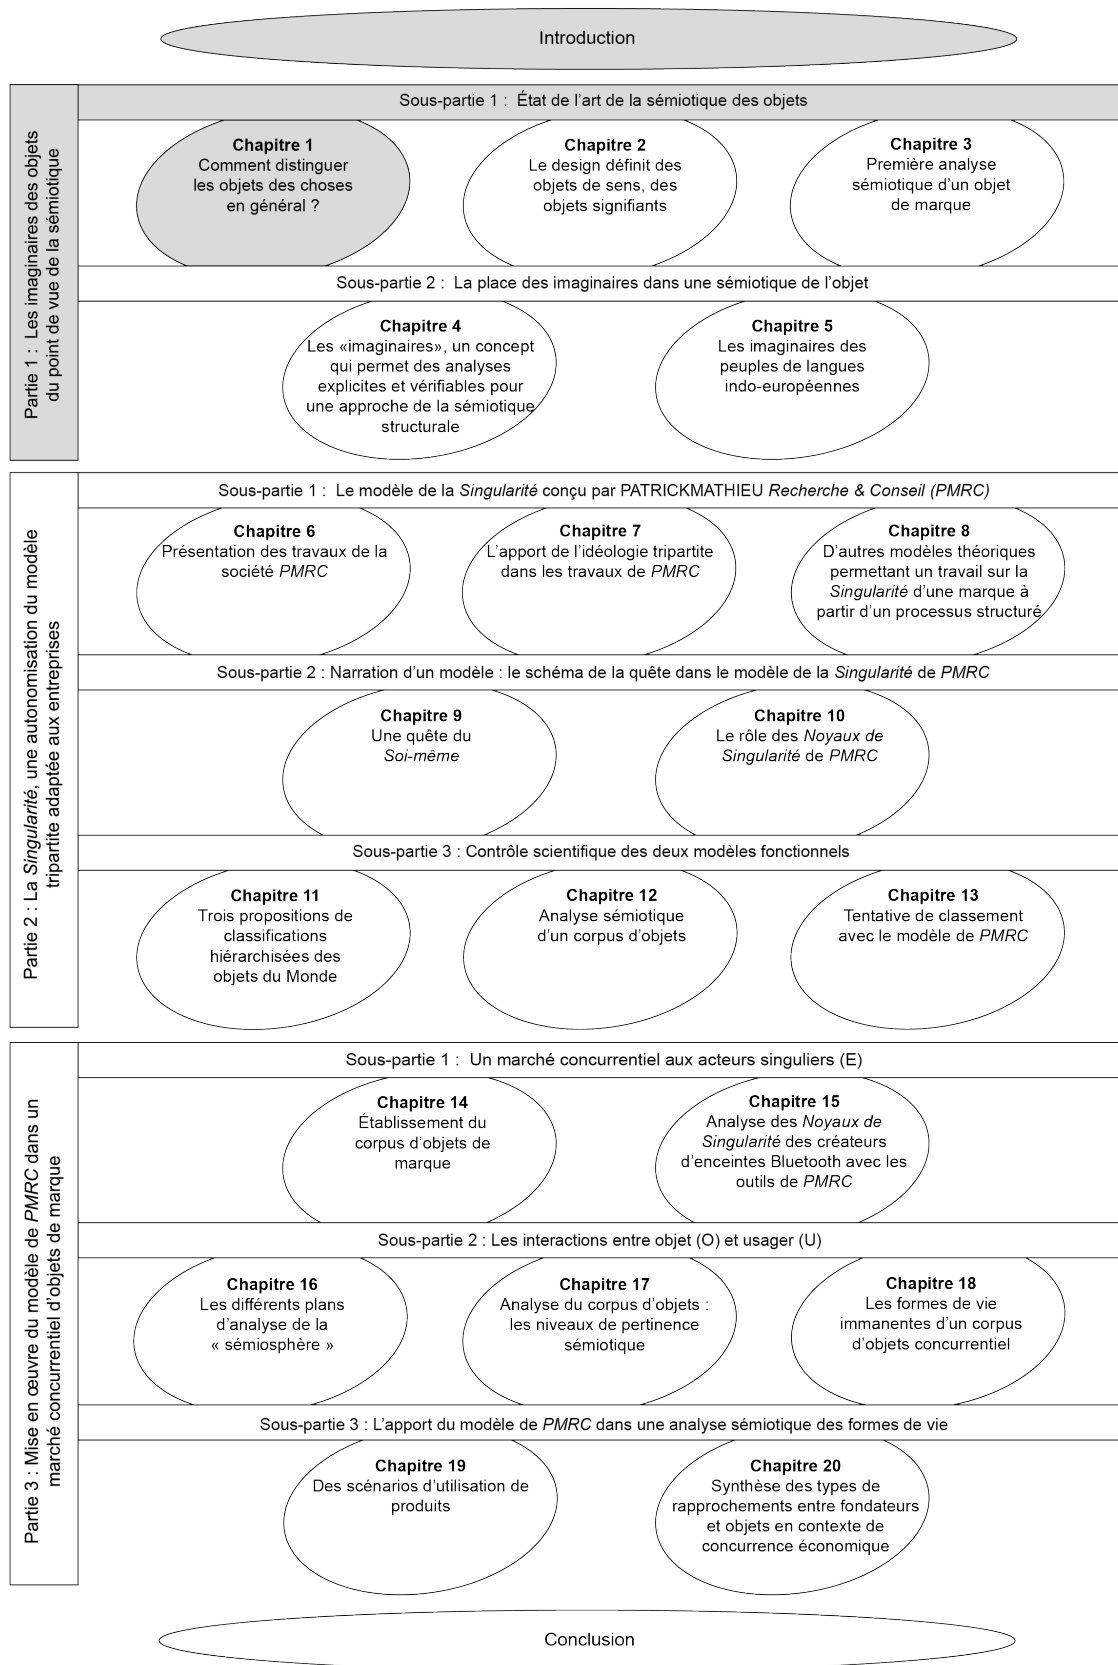 Introduction
Partie 1 : Les imaginaires des objets
du point de vue de la sémiotique
Sous-partie 1 : État de l’art de la sémiotique des objets
Chapitre 1
Comment distinguer
les objets des choses
en général ?
Chapitre 2
Le design définit des
objets de sens, des
objets signifiants
Chapitre 3
Première analyse
sémiotique d’un objet
de marque
Sous-partie 2 : La place des imaginaires dans une sémiotique de l’objet
Chapitre 4
Les «imaginaires», un concept
qui permet des analyses
explicites et vérifiables pour
une approche de la sémiotique
structurale
Chapitre 5
Les imaginaires des
peuples de langues
indo-européennes
Partie 2 : La Singularité, une autonomisation du modèle
tripartite adaptée aux entreprises
Sous-partie 1 : Le modèle de la Singularité conçu par PATRICKMATHIEU Recherche & Conseil (PMRC)
Chapitre 6
Présentation des travaux de la
société PMRC
Chapitre 7
L’apport de l’idéologie tripartite
dans les travaux de PMRC
Chapitre 8
D’autres modèles théoriques
permettant un travail sur la
Singularité d’une marque à
partir d’un processus structuré
Sous-partie 2 : Narration d’un modèle : le schéma de la quête dans le modèle de la Singularité de PMRC
Chapitre 9
Une quête du
Soi-même
Chapitre 10
Le rôle des Noyaux de
Singularité de PMRC
Sous-partie 3 : Contrôle scientifique des deux modèles fonctionnels
Chapitre 11
Trois propositions de
classifications
hiérarchisées des
objets du Monde
Chapitre 12
Analyse sémiotique
d’un corpus d’objets
Chapitre 13
Tentative de classement
avec le modèle de PMRC
Partie 3 : Mise en œuvre du modèle de PMRC dans un
marché concurrentiel d’objets de marque
Sous-partie 1 : Un marché concurrentiel aux acteurs singuliers (E)
Chapitre 14
Établissement du
corpus d’objets de
marque
Chapitre 15
Analyse des Noyaux de
Singularité des créateurs
d’enceintes Bluetooth avec les
outils de PMRC
Sous-partie 2 : Les interactions entre objet (O) et usager (U)
Chapitre 16
Les différents plans
d’analyse de la
« sémiosphère »
Chapitre 17
Analyse du corpus d’objets :
les niveaux de pertinence
sémiotique
Chapitre 18
Les formes de vie
immanentes d’un corpus
d’objets concurrentiel
Sous-partie 3 : L’apport du modèle de PMRC dans une analyse sémiotique des formes de vie
Chapitre 19
Des scénarios d’utilisation de
produits
Chapitre 20
Synthèse des types de
rapprochements entre fondateurs
et objets en contexte de
concurrence économique
Conclusion